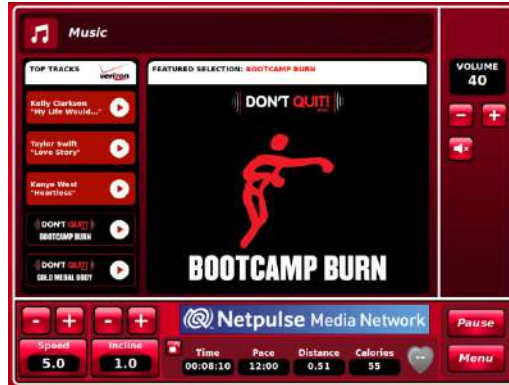 Music
TOP TRACKS
verizon
Kelly Clarkson
"My Life Would..."
Taylor Swift
"Love Story"
Kanye West
"Heartless"
DON'T QUIT!
BOOTCAMP BURN
DON'T QUIT!
GOLD MEDAL BODY
FEATURED SELECTION: BOOTCAMP BURN
DON'T QUIT!
BOOTCAMP BURN
VOLUME
40
- +
- + - +
Speed
5.0
Incline
1.0
Netpulse Media Network
Time Pace Distance Calories
00:08:10 12:00 0.51 55
--
Pause
Menu